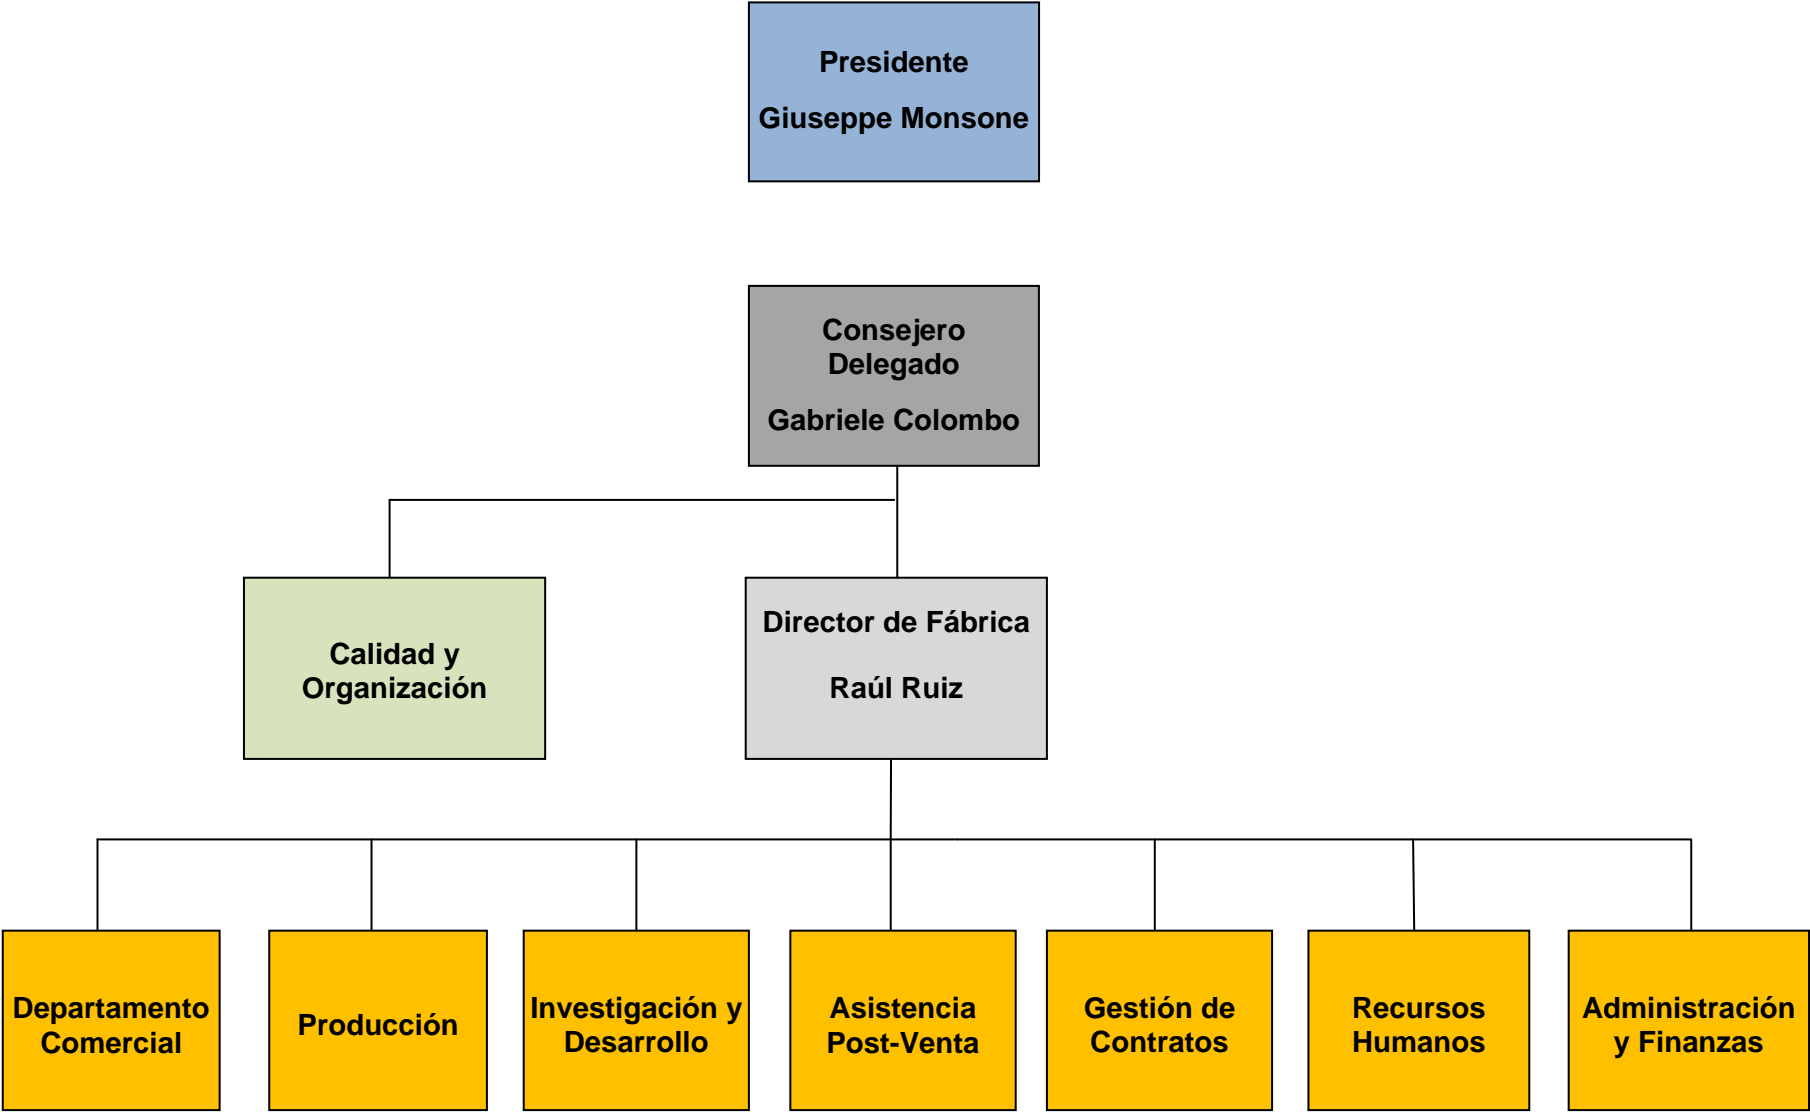 Presidente
Giuseppe Monsone
Consejero
Delegado
Gabriele Colombo
Calidad y
Organización
Director de Fábrica
Raúl Ruiz
Departamento
Comercial
Producción
Investigación y
Desarrollo
Asistencia
Post-Venta
Gestión de
Contratos
Recursos
Humanos
Administración
y Finanzas